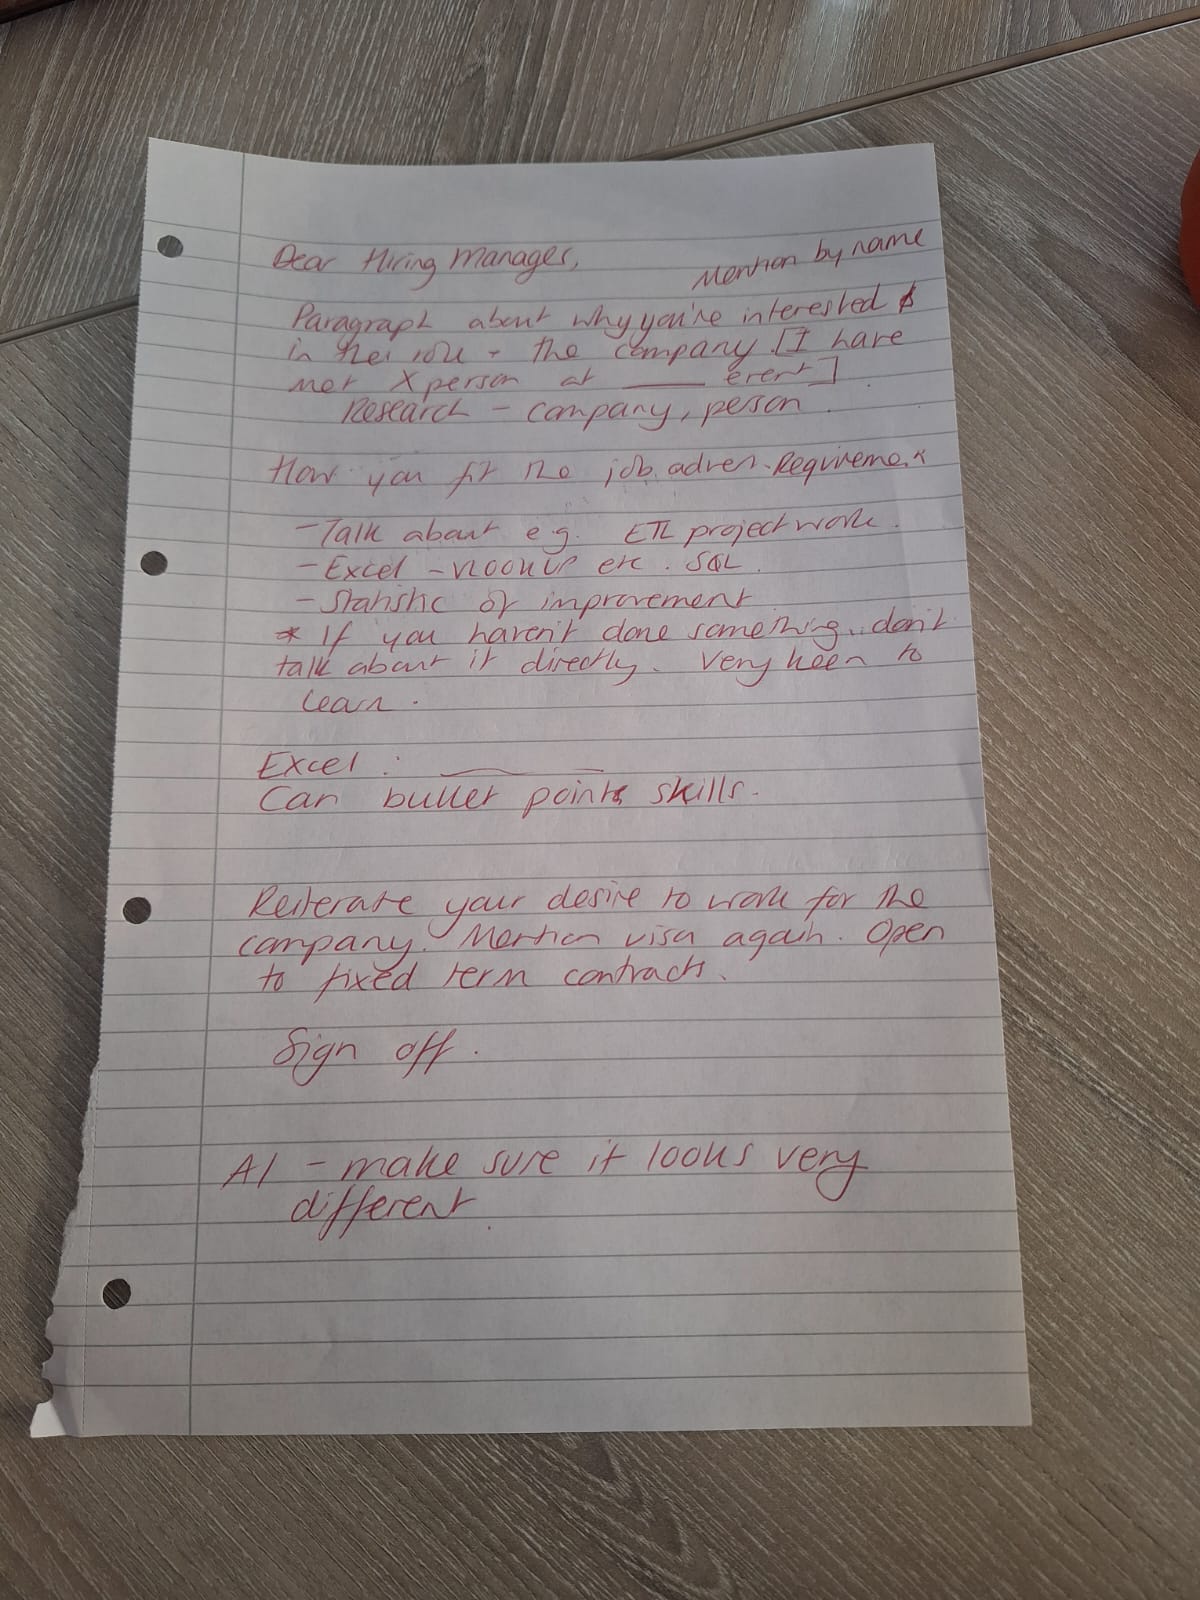 Dear Hiring Manager,
Mention by name
Paragraph about why you're interested
in the role + the company. [I have
met X person at ____ event]
Research - company, person.
How you fit the job advert. Requirement
- Talk about e.g. ETL project work.
- Excel - VLOOKUP etc. SQL.
- Statistic of improvement
* If you haven't done something, don't
talk about it directly. Very keen to
learn.
Excel :
Can bullet points skills.
Reiterate your desire to work for the
company. Mention visa again. Open
to fixed term contracts.
Sign off.
AI - make sure it looks very
different.